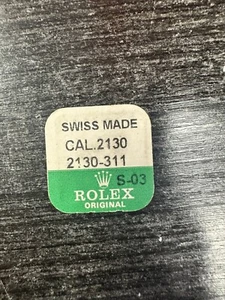 SWISS MADE
CAL.2130
2130-311
S-03
ROLEX
ORIGINAL